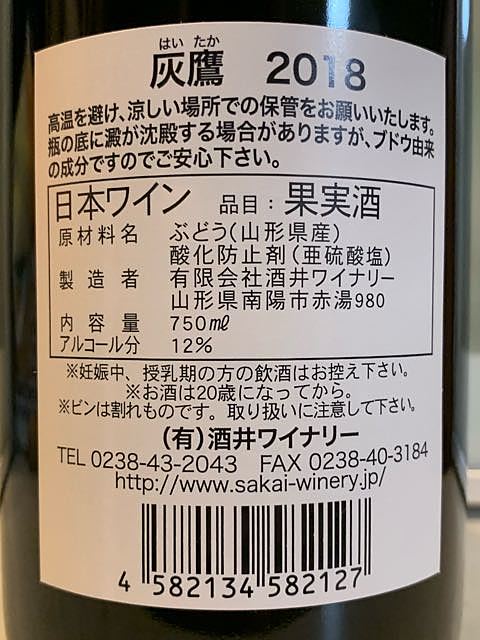 はい たか
灰鷹 2018
高温を避け、涼しい場所での保管をお願いいたします。
瓶の底に澱が沈殿する場合がありますが、ブドウ由来
の成分ですのでご安心下さい。
日本ワイン 品目：果実酒
原材料名 ぶどう（山形県産）
酸化防止剤（亜硫酸塩）
製造者 有限会社酒井ワイナリー
山形県南陽市赤湯980
内容量 750㎖
アルコール分 12%
※妊娠中、授乳期の方の飲酒はお控え下さい。
※お酒は20歳になってから。
※ビンは割れものです。取り扱いに注意して下さい。
(有)酒井ワイナリー
TEL 0238-43-2043 FAX 0238-40-3184
http://www.sakai-winery.jp/
4 582134 582127